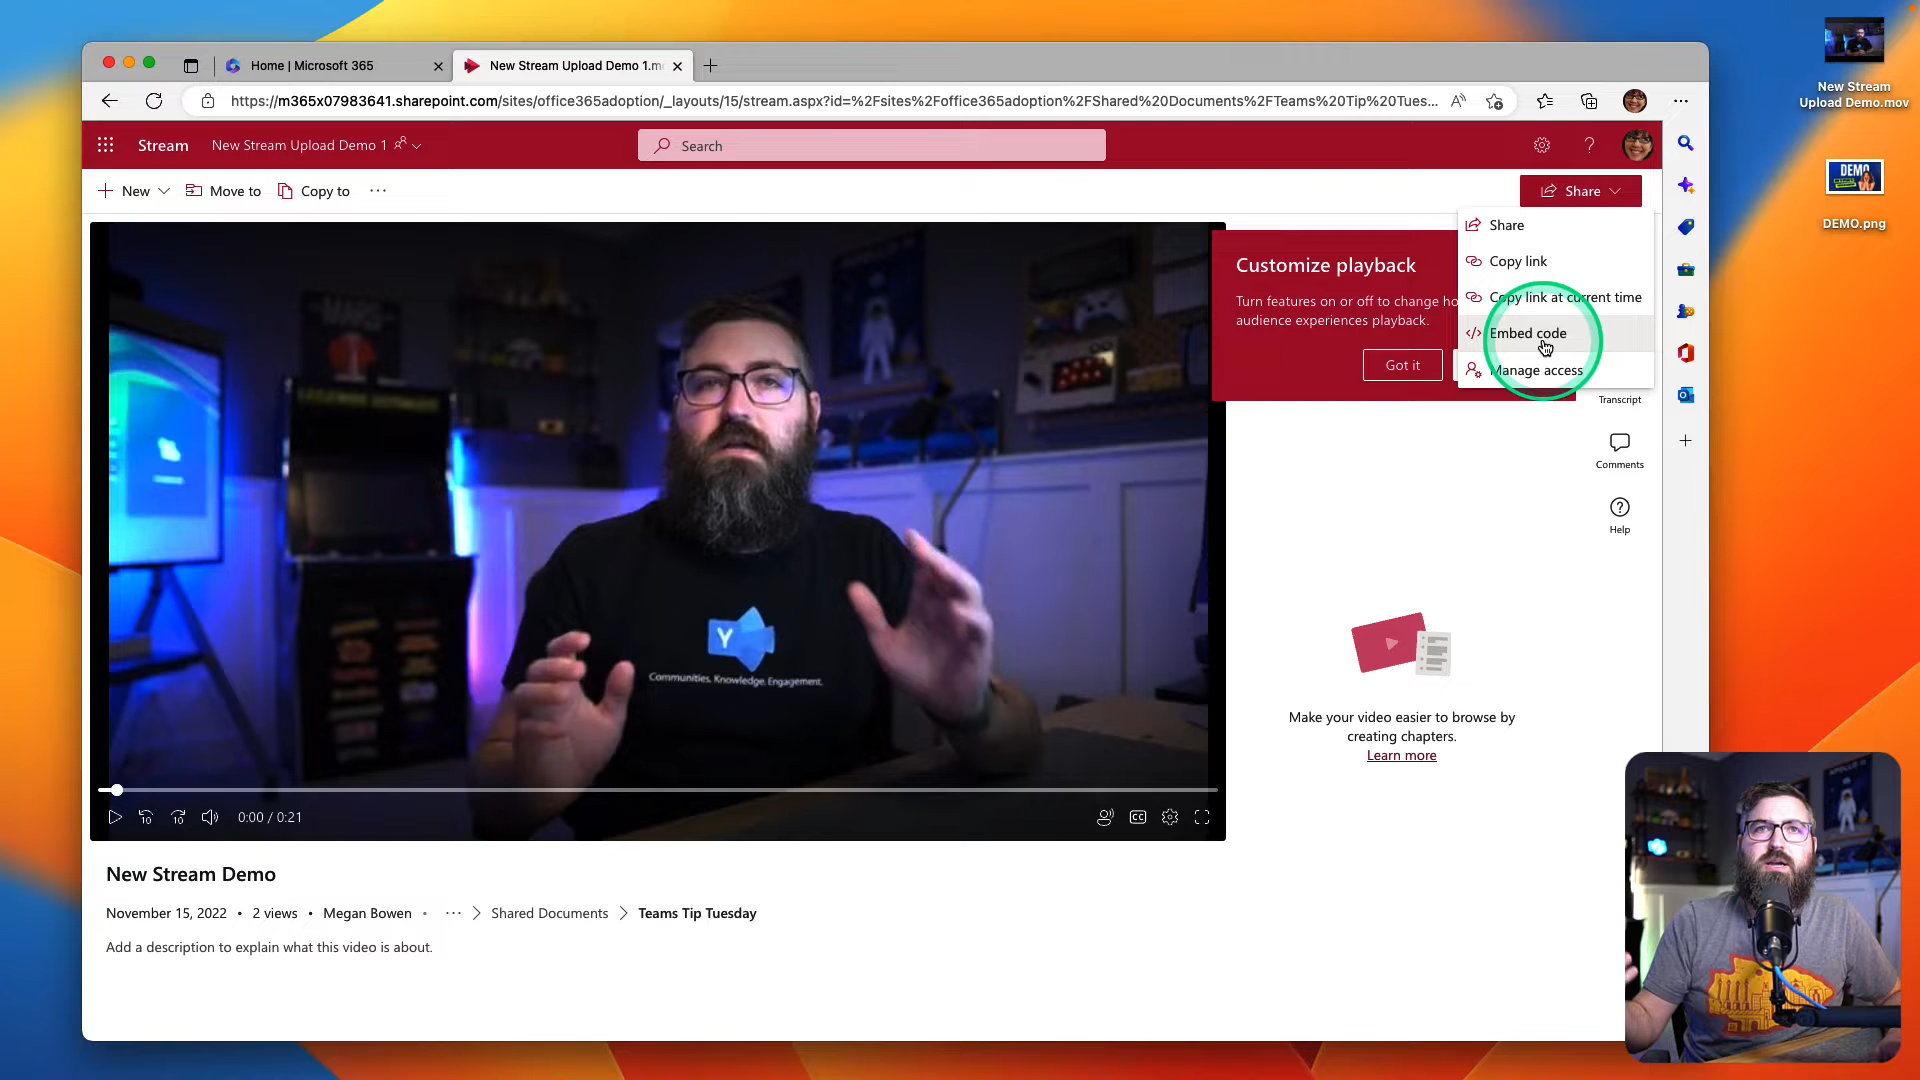 Home | Microsoft 365
New Stream Upload Demo 1.m
https://m365x07983641.sharepoint.com/sites/office365adoption/_layouts/15/stream.aspx?id=%2Fsites%2Foffice365adoption%2FShared%20Documents%2FTeams%20Tip%20Tues...
New Stream
Upload Demo.mov
DEMO
DEMO.png
Stream
New Stream Upload Demo 1
Search
New
Move to
Copy to
Share
Share
Copy link
Copy link at current time
Embed code
Manage access
Customize playback
Turn features on or off to change ho
audience experiences playback.
Got it
Transcript
Comments
Help
MARS
Y
Communities. Knowledge. Engagement.
Make your video easier to browse by
creating chapters.
Learn more
10
10
0:00 / 0:21
CC
New Stream Demo
November 15, 2022 • 2 views • Megan Bowen • ... > Shared Documents > Teams Tip Tuesday
Add a description to explain what this video is about.